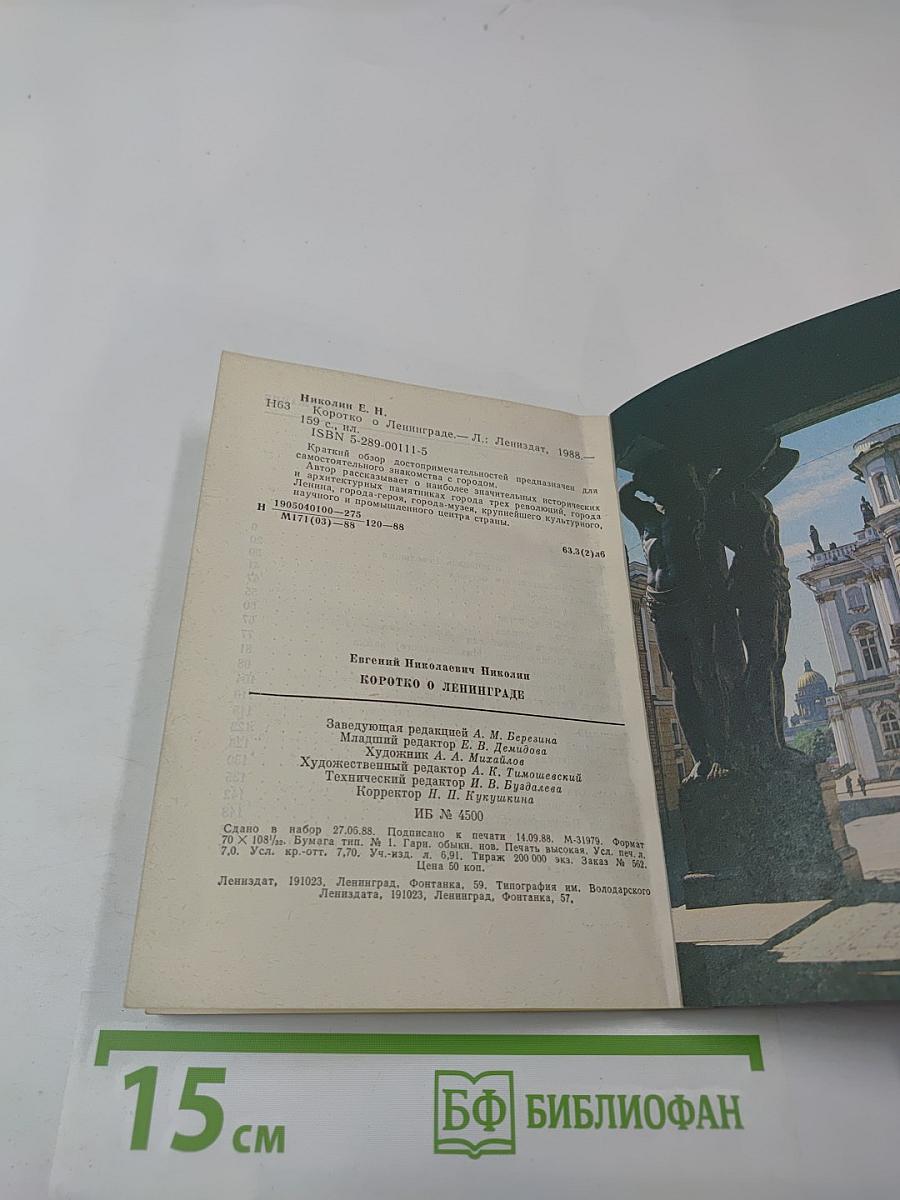 Николин Е. Н.
Н63 Коротко о Ленинграде.— Л.: Лениздат, 1988.—
159 с., ил.
ISBN 5-289-00111-5
Краткий обзор достопримечательностей предназначен для
самостоятельного знакомства с городом.
Автор рассказывает о наиболее значительных исторических
и архитектурных памятниках города трех революций, города
Ленина, города-героя, города-музея, крупнейшего культурного,
научного и промышленного центра страны.
Н 1905040100—275
М171(03)—88 120—88
63.3(2)л6
Евгений Николаевич Николин
КОРОТКО О ЛЕНИНГРАДЕ
Заведующая редакцией А. М. Березина
Младший редактор Е. В. Демидова
Художник А. А. Михайлов
Художественный редактор А. К. Тимошевский
Технический редактор И. В. Буздалева
Корректор Н. П. Кукушкина
ИБ № 4500
Сдано в набор 27.05.88. Подписано к печати 14.09.88. М-31979. Формат
70 × 108¹/₃₂. Бумага тип. № 1. Гарн. обыкн. нов. Печать высокая. Усл. печ. л.
7,0. Усл. кр.-отт. 7,70. Уч.-изд. л. 6,91. Тираж 200 000 экз. Заказ № 562.
Цена 50 коп.
Лениздат, 191023, Ленинград, Фонтанка, 59. Типография им. Володарского
Лениздата, 191023, Ленинград, Фонтанка, 57.
15 см
БФ БИБЛИОФАН